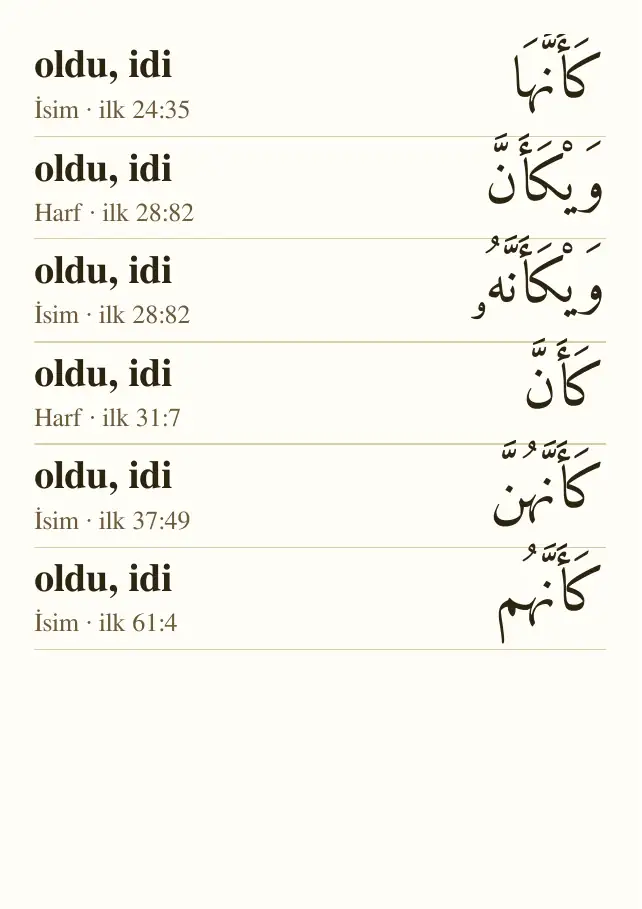 oldu, idi
كَأَنَّهَا
İsim · ilk 24:35
oldu, idi
وَيْكَأَنَّ
Harf · ilk 28:82
oldu, idi
وَيْكَأَنَّهُۥ
İsim · ilk 28:82
oldu, idi
كَأَنَّ
Harf · ilk 31:7
oldu, idi
كَأَنَّهُنَّ
İsim · ilk 37:49
oldu, idi
كَأَنَّهُم
İsim · ilk 61:4